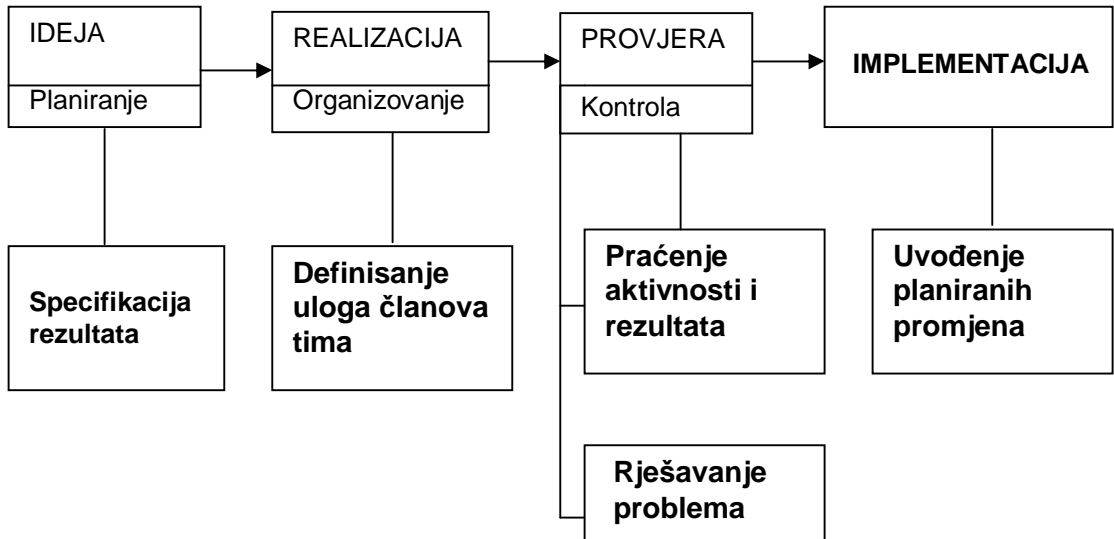 IDEJA
Planiranje
REALIZACIJA
Organizovanje
PROVJERA
Kontrola
IMPLEMENTACIJA
Specifikacija
rezultata
Definisanje
uloga članova
tima
Praćenje
aktivnosti i
rezultata
Uvođenje
planiranih
promjena
Rješavanje
problema